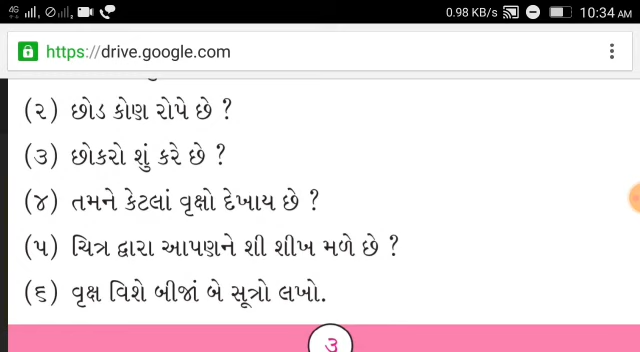 4G
2
0.98 KB/s
10:34 AM
https://drive.google.com
(૨) છોડ કોણ રોપે છે ?
(૩) છોકરો શું કરે છે ?
(૪) તમને કેટલાં વૃક્ષો દેખાય છે ?
(૫) ચિત્ર દ્વારા આપણને શી શીખ મળે છે ?
(૬) વૃક્ષ વિશે બીજાં બે સૂત્રો લખો.
૩